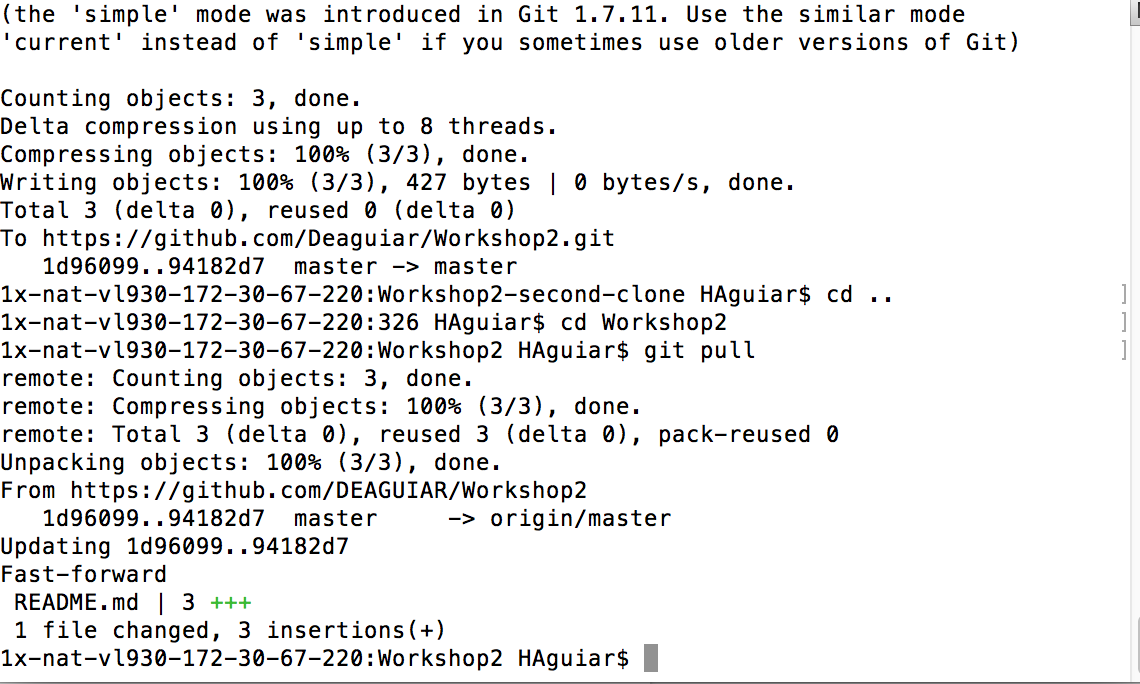 (the 'simple' mode was introduced in Git 1.7.11. Use the similar mode
'current' instead of 'simple' if you sometimes use older versions of Git)

Counting objects: 3, done.
Delta compression using up to 8 threads.
Compressing objects: 100% (3/3), done.
Writing objects: 100% (3/3), 427 bytes | 0 bytes/s, done.
Total 3 (delta 0), reused 0 (delta 0)
To https://github.com/Deaguiar/Workshop2.git
   1d96099..94182d7  master -> master
1x-nat-vl930-172-30-67-220:Workshop2-second-clone HAguiar$ cd .. ]
1x-nat-vl930-172-30-67-220:326 HAguiar$ cd Workshop2 ]
1x-nat-vl930-172-30-67-220:Workshop2 HAguiar$ git pull ]
remote: Counting objects: 3, done.
remote: Compressing objects: 100% (3/3), done.
remote: Total 3 (delta 0), reused 3 (delta 0), pack-reused 0
Unpacking objects: 100% (3/3), done.
From https://github.com/DEAGUIAR/Workshop2
   1d96099..94182d7  master     -> origin/master
Updating 1d96099..94182d7
Fast-forward
 README.md | 3 +++
 1 file changed, 3 insertions(+)
1x-nat-vl930-172-30-67-220:Workshop2 HAguiar$